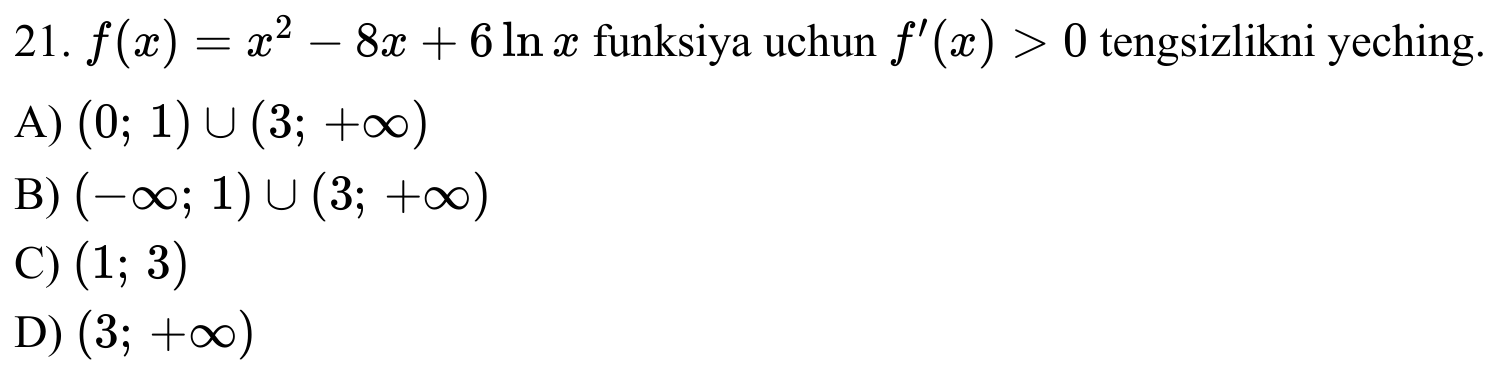 21. f′(x) = x² − 8x + 6 ln x funksiya uchun f′(x) > 0 tengsizlikni yeching.
A) (0; 1) ∪ (3; +∞)
B) (−∞; 1) ∪ (3; +∞)
C) (1; 3)
D) (3; +∞)